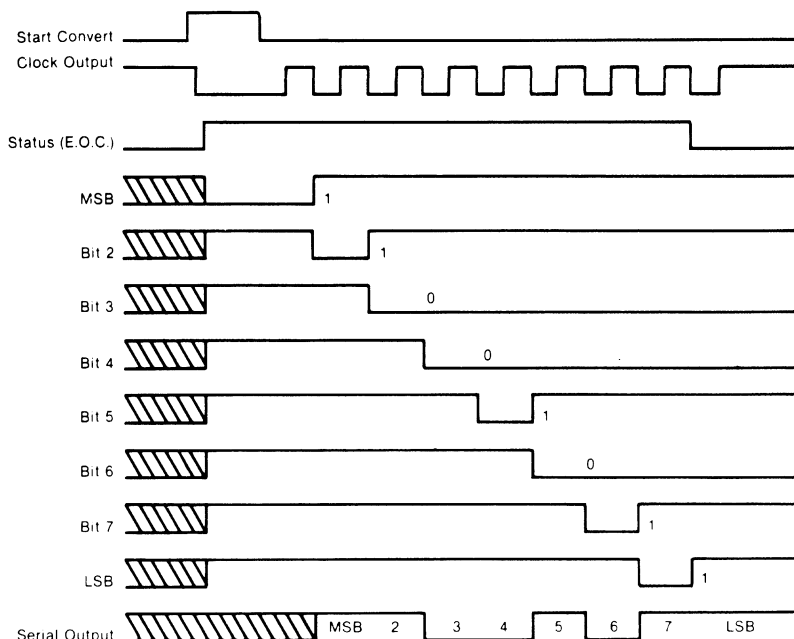 Start Convert
Clock Output
Status (E.O.C.)
MSB
1
Bit 2
1
Bit 3
0
Bit 4
0
Bit 5
1
Bit 6
0
Bit 7
1
LSB
1
Serial Output
MSB 2 3 4 5 6 7 LSB